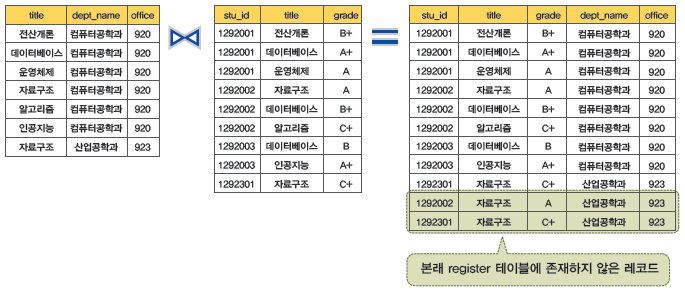 title dept_name office
전산개론 컴퓨터공학과 920
데이터베이스 컴퓨터공학과 920
운영체제 컴퓨터공학과 920
자료구조 컴퓨터공학과 920
알고리즘 컴퓨터공학과 920
인공지능 컴퓨터공학과 920
자료구조 산업공학과 923
stu_id title grade
1292001 전산개론 B+
1292001 데이터베이스 A+
1292001 운영체제 A
1292002 자료구조 A
1292002 데이터베이스 B+
1292002 알고리즘 C+
1292003 데이터베이스 B
1292003 인공지능 A+
1292301 자료구조 C+
stu_id title grade dept_name office
1292001 전산개론 B+ 컴퓨터공학과 920
1292001 데이터베이스 A+ 컴퓨터공학과 920
1292001 운영체제 A 컴퓨터공학과 920
1292002 자료구조 A 컴퓨터공학과 920
1292002 데이터베이스 B+ 컴퓨터공학과 920
1292002 알고리즘 C+ 컴퓨터공학과 920
1292003 데이터베이스 B 컴퓨터공학과 920
1292003 인공지능 A+ 컴퓨터공학과 920
1292301 자료구조 C+ 산업공학과 923
1292002 자료구조 A 산업공학과 923
1292301 자료구조 C+ 산업공학과 923
본래 register 테이블에 존재하지 않은 레코드